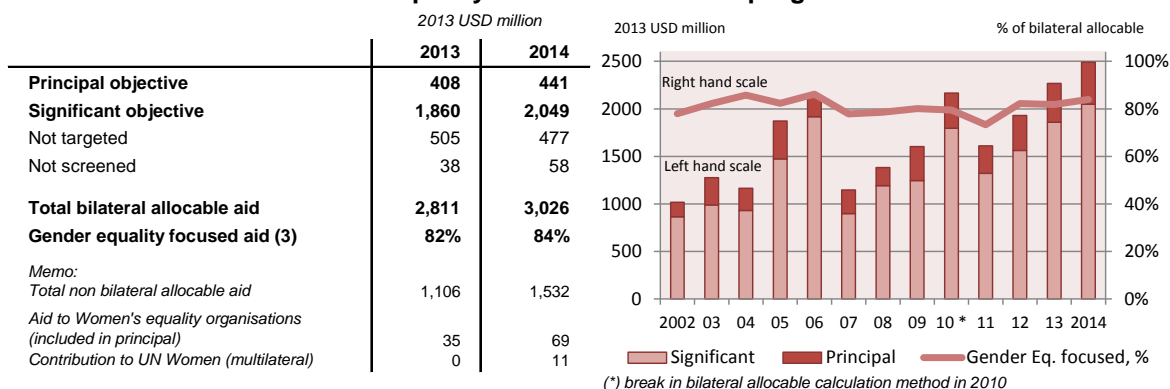 2013 USD million
2013 2014
Principal objective 408 441
Significant objective 1,860 2,049
Not targeted 505 477
Not screened 38 58
Total bilateral allocable aid 2,811 3,026
Gender equality focused aid (3) 82% 84%
Memo:
Total non bilateral allocable aid 1,106 1,532
Aid to Women's equality organisations
(included in principal) 35 69
Contribution to UN Women (multilateral) 0 11
2013 USD million % of bilateral allocable
2500 100%
Right hand scale
2000 80%
1500 60%
Left hand scale
1000 40%
500 20%
0 0%
2002 03 04 05 06 07 08 09 10 * 11 12 13 2014
Significant Principal Gender Eq. focused, %
(*) break in bilateral allocable calculation method in 2010